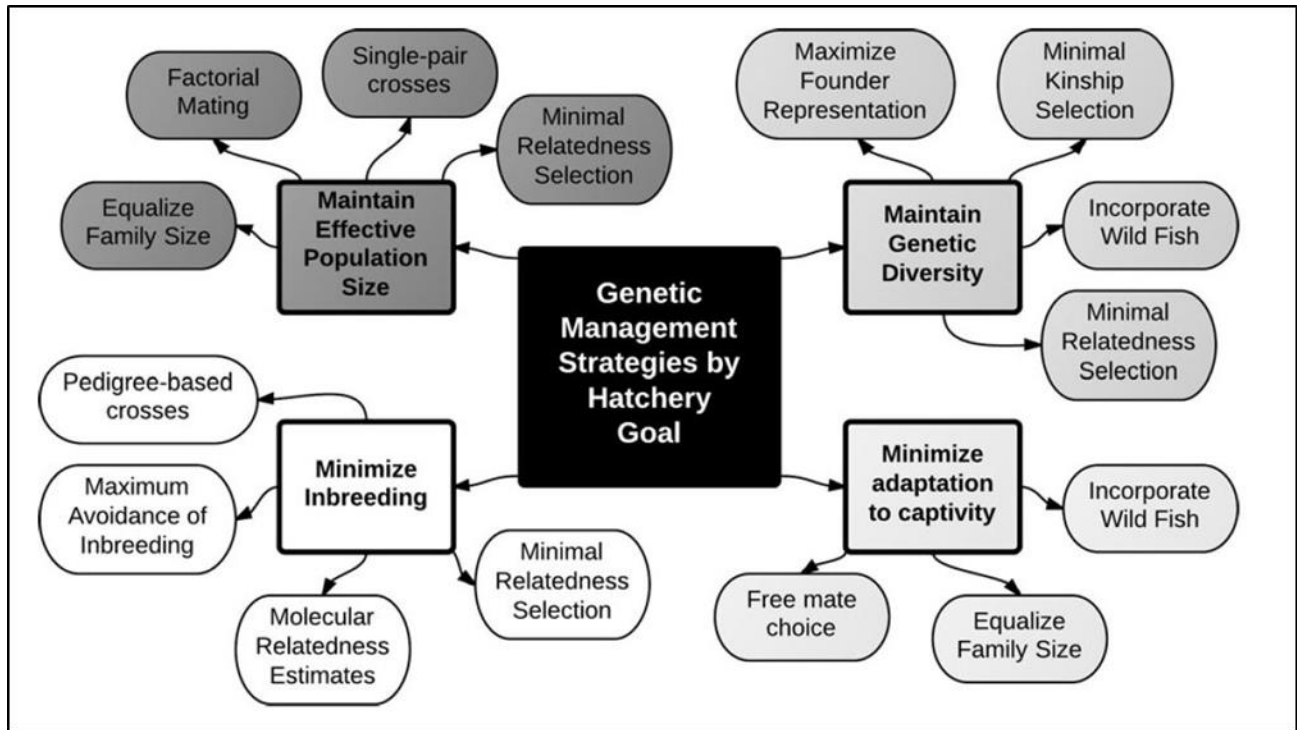 Factorial
Mating
Single-pair
crosses
Minimal
Relatedness
Selection
Equalize
Family Size
Maintain
Effective
Population
Size
Maximize
Founder
Representation
Minimal
Kinship
Selection
Incorporate
Wild Fish
Maintain
Genetic
Diversity
Minimal
Relatedness
Selection
Genetic
Management
Strategies by
Hatchery
Goal
Pedigree-based
crosses
Minimize
Inbreeding
Maximum
Avoidance of
Inbreeding
Molecular
Relatedness
Estimates
Minimal
Relatedness
Selection
Minimize
adaptation
to captivity
Incorporate
Wild Fish
Free mate
choice
Equalize
Family Size